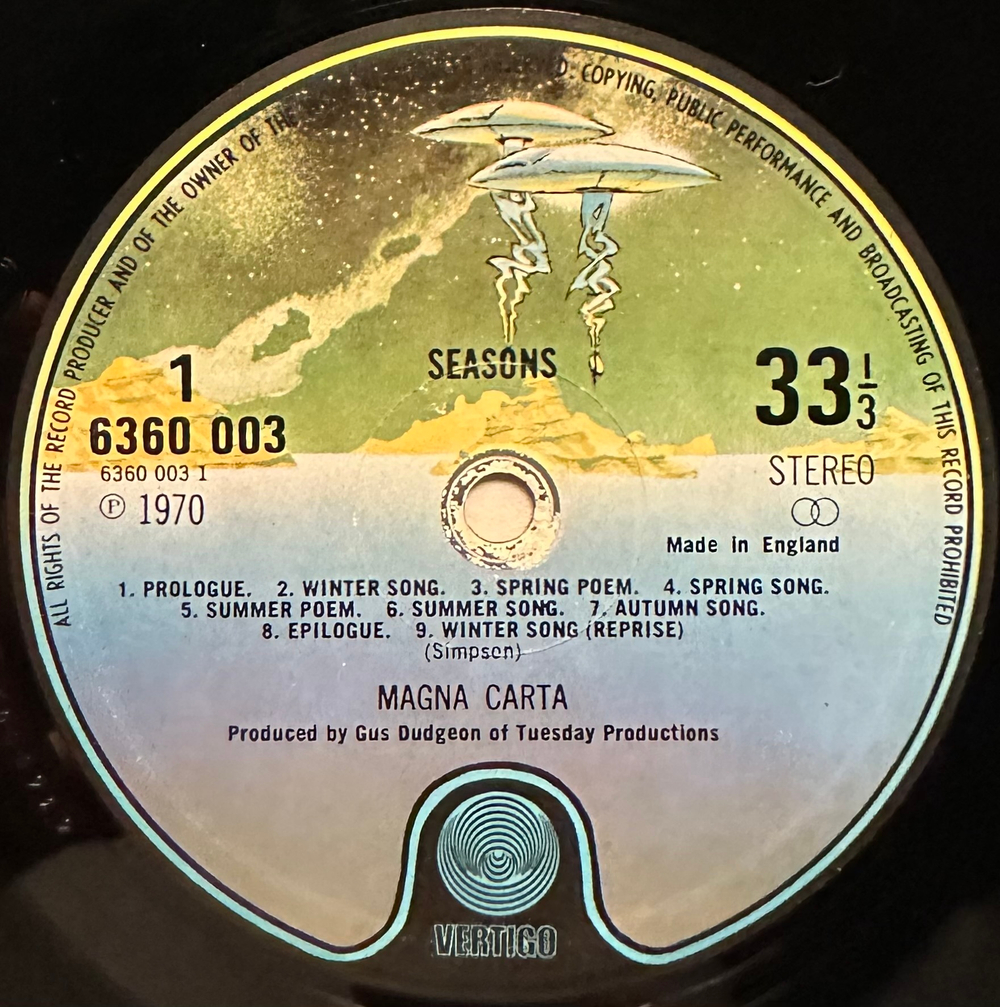 ALL RIGHTS OF THE RECORD PRODUCER AND OF THE OWNER OF THE
COPYING, PUBLIC PERFORMANCE AND BROADCASTING OF THIS RECORD PROHIBITED
SEASONS
1
6360 003
6360 003 1
Ⓟ 1970
33 1/3
STEREO
Made in England
1. PROLOGUE. 2. WINTER SONG. 3. SPRING POEM. 4. SPRING SONG.
5. SUMMER POEM. 6. SUMMER SONG. 7. AUTUMN SONG.
8. EPILOGUE. 9. WINTER SONG (REPRISE)
(Simpson)
MAGNA CARTA
Produced by Gus Dudgeon of Tuesday Productions
VERTIGO